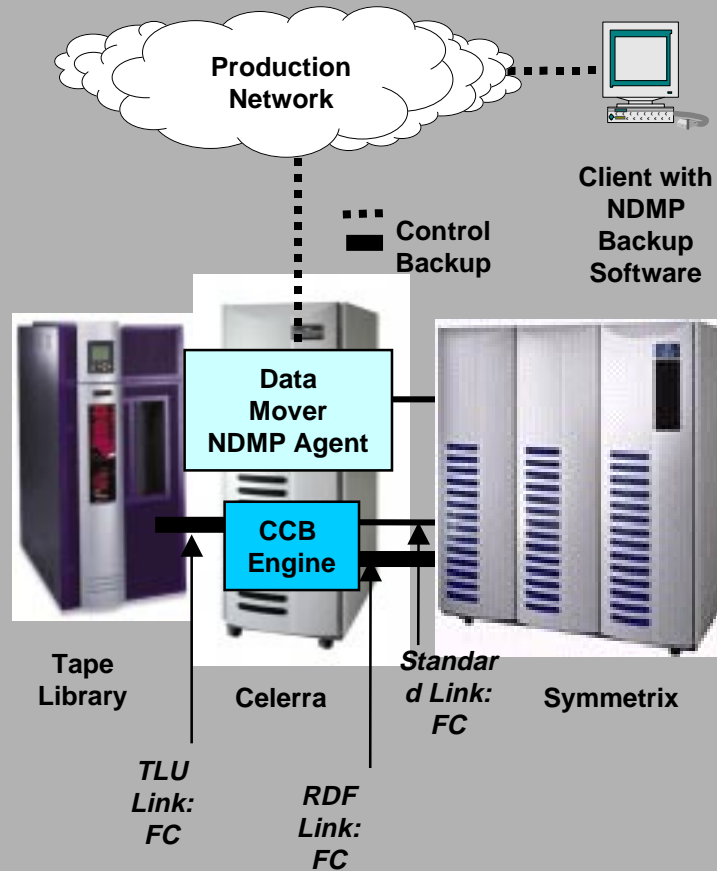 Production
Network
Client with
NDMP
Backup
Software
Control
Backup
Data
Mover
NDMP Agent
CCB
Engine
Tape
Library
Celerra
Standar
d Link:
FC
Symmetrix
TLU
Link:
FC
RDF
Link:
FC